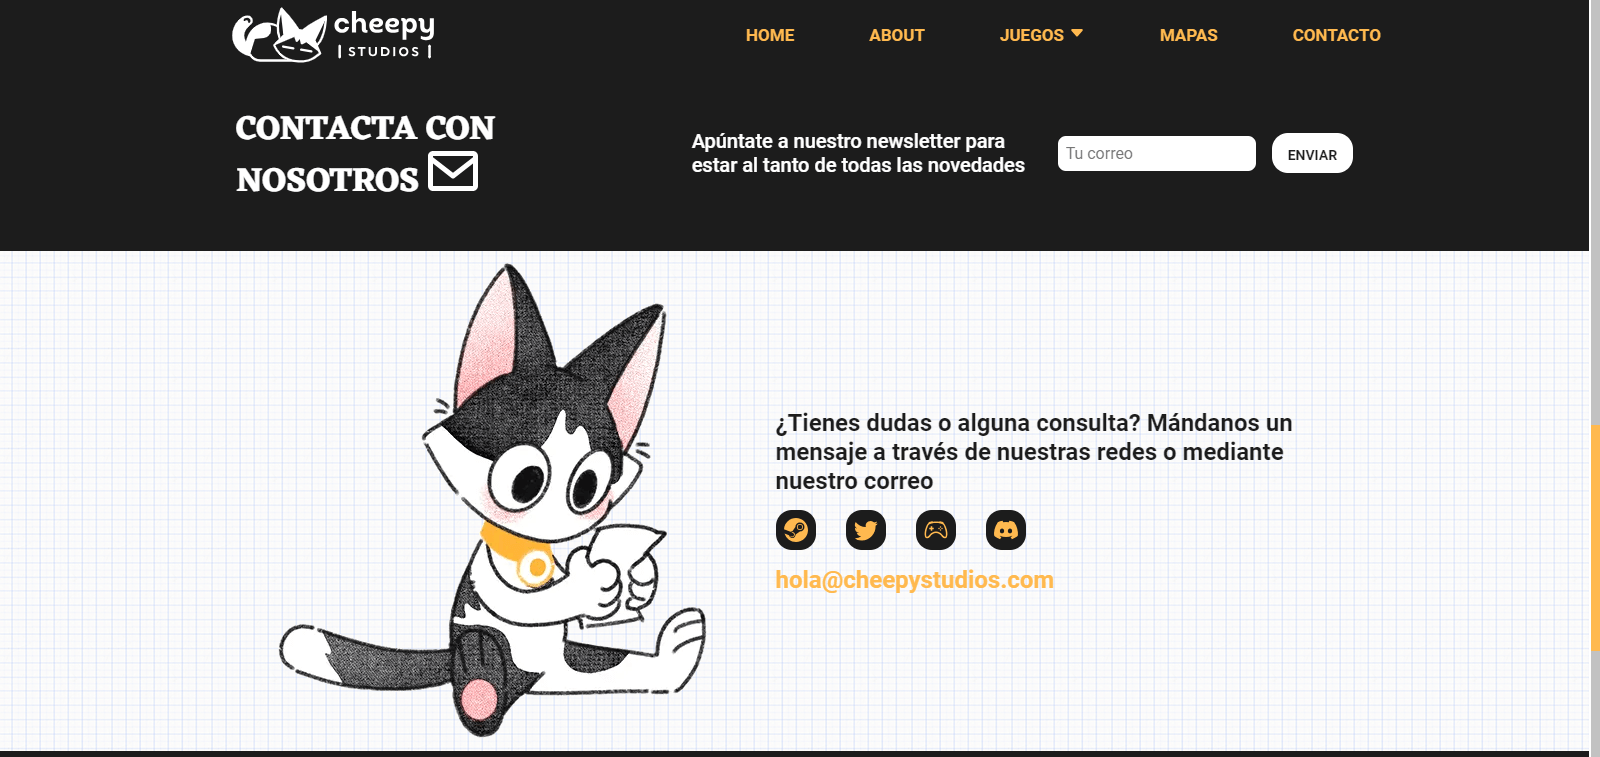 cheepy
STUDIOS
HOME
ABOUT
JUEGOS
MAPAS
CONTACTO
CONTACTA CON
NOSOTROS
Apúntate a nuestro newsletter para
estar al tanto de todas las novedades
Tu correo
ENVIAR
¿Tienes dudas o alguna consulta? Mándanos un
mensaje a través de nuestras redes o mediante
nuestro correo
hola@cheepystudios.com